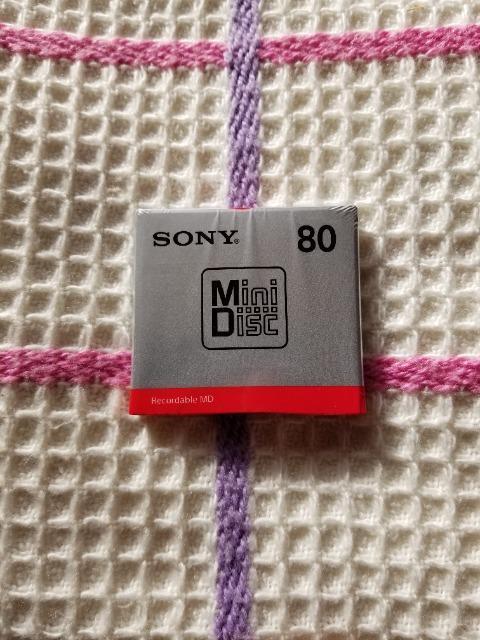 SONY® 80
Mini
Disc
Recordable MD